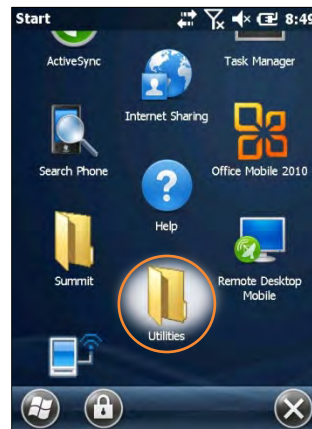 Start 8:49
ActiveSync
Task Manager
Internet Sharing
Search Phone
Office Mobile 2010
Help
Summit
Remote Desktop
Mobile
Utilities